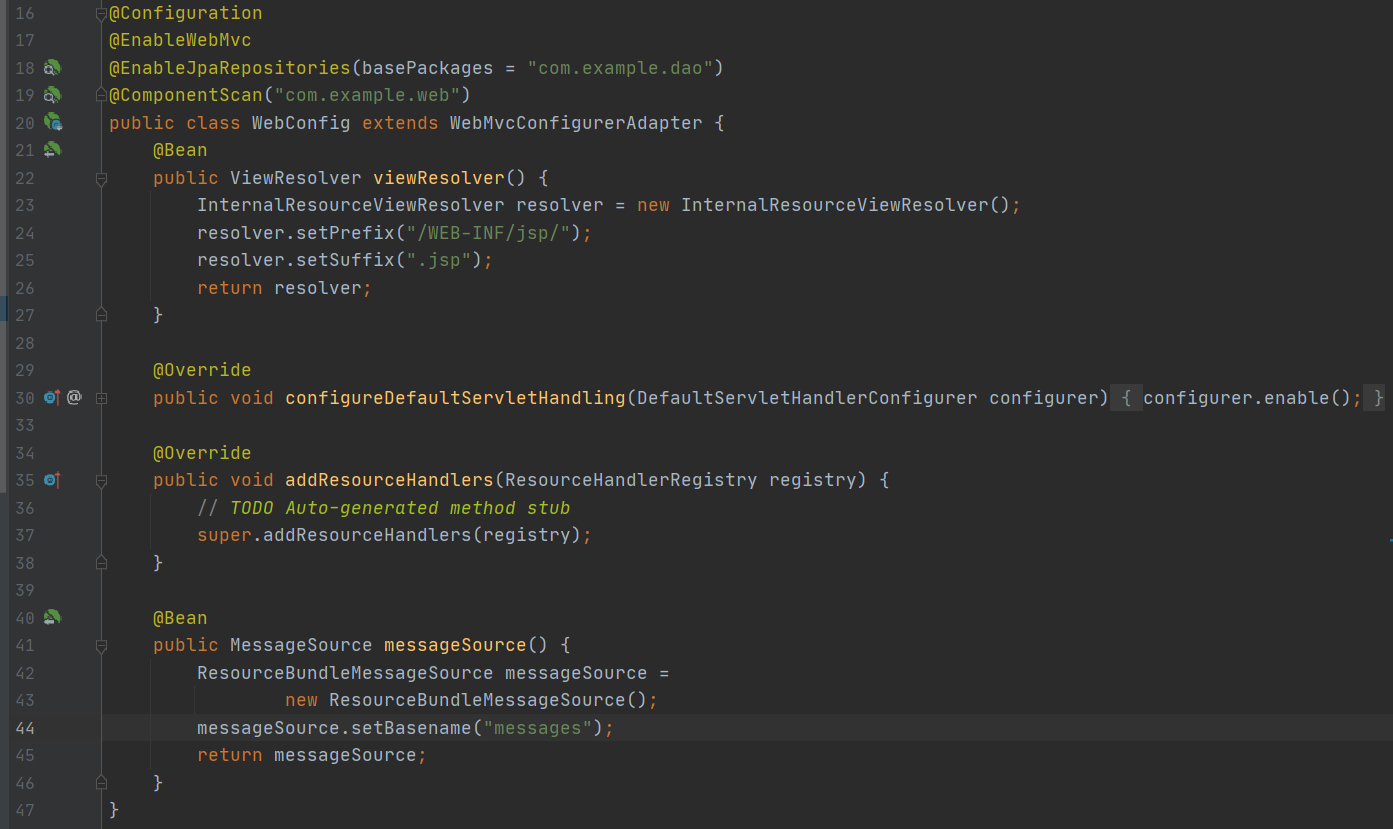 16 @Configuration
17 @EnableWebMvc
18 @EnableJpaRepositories(basePackages = "com.example.dao")
19 @ComponentScan("com.example.web")
20 public class WebConfig extends WebMvcConfigurerAdapter {
21     @Bean
22     public ViewResolver viewResolver() {
23         InternalResourceViewResolver resolver = new InternalResourceViewResolver();
24         resolver.setPrefix("/WEB-INF/jsp/");
25         resolver.setSuffix(".jsp");
26         return resolver;
27     }
28
29     @Override
30 @ public void configureDefaultServletHandling(DefaultServletHandlerConfigurer configurer) { configurer.enable(); }
33
34     @Override
35     public void addResourceHandlers(ResourceHandlerRegistry registry) {
36         // TODO Auto-generated method stub
37         super.addResourceHandlers(registry);
38     }
39
40     @Bean
41     public MessageSource messageSource() {
42         ResourceBundleMessageSource messageSource =
43                 new ResourceBundleMessageSource();
44         messageSource.setBasename("messages");
45         return messageSource;
46     }
47 }